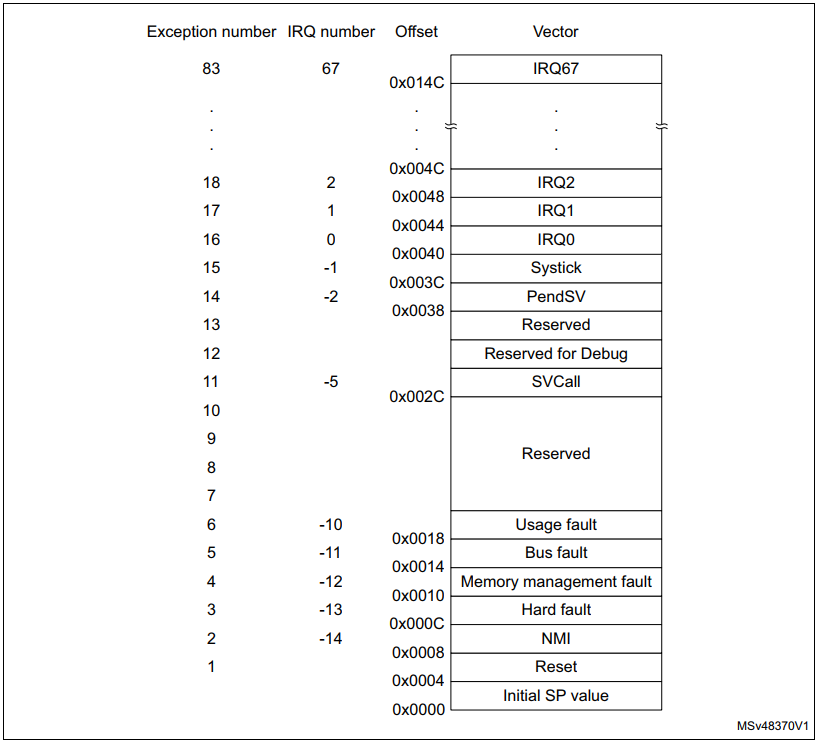 Exception number IRQ number Offset Vector
83 67 IRQ67
0x014C
. . .
. . .
. . .
0x004C
18 2 IRQ2
0x0048
17 1 IRQ1
0x0044
16 0 IRQ0
0x0040
15 -1 Systick
0x003C
14 -2 PendSV
0x0038
13 Reserved
12 Reserved for Debug
11 -5 SVCall
0x002C
10
9
Reserved
8
7
6 -10 Usage fault
0x0018
5 -11 Bus fault
0x0014
4 -12 Memory management fault
0x0010
3 -13 Hard fault
0x000C
2 -14 NMI
0x0008
1 Reset
0x0004
Initial SP value
0x0000
MSv48370V1